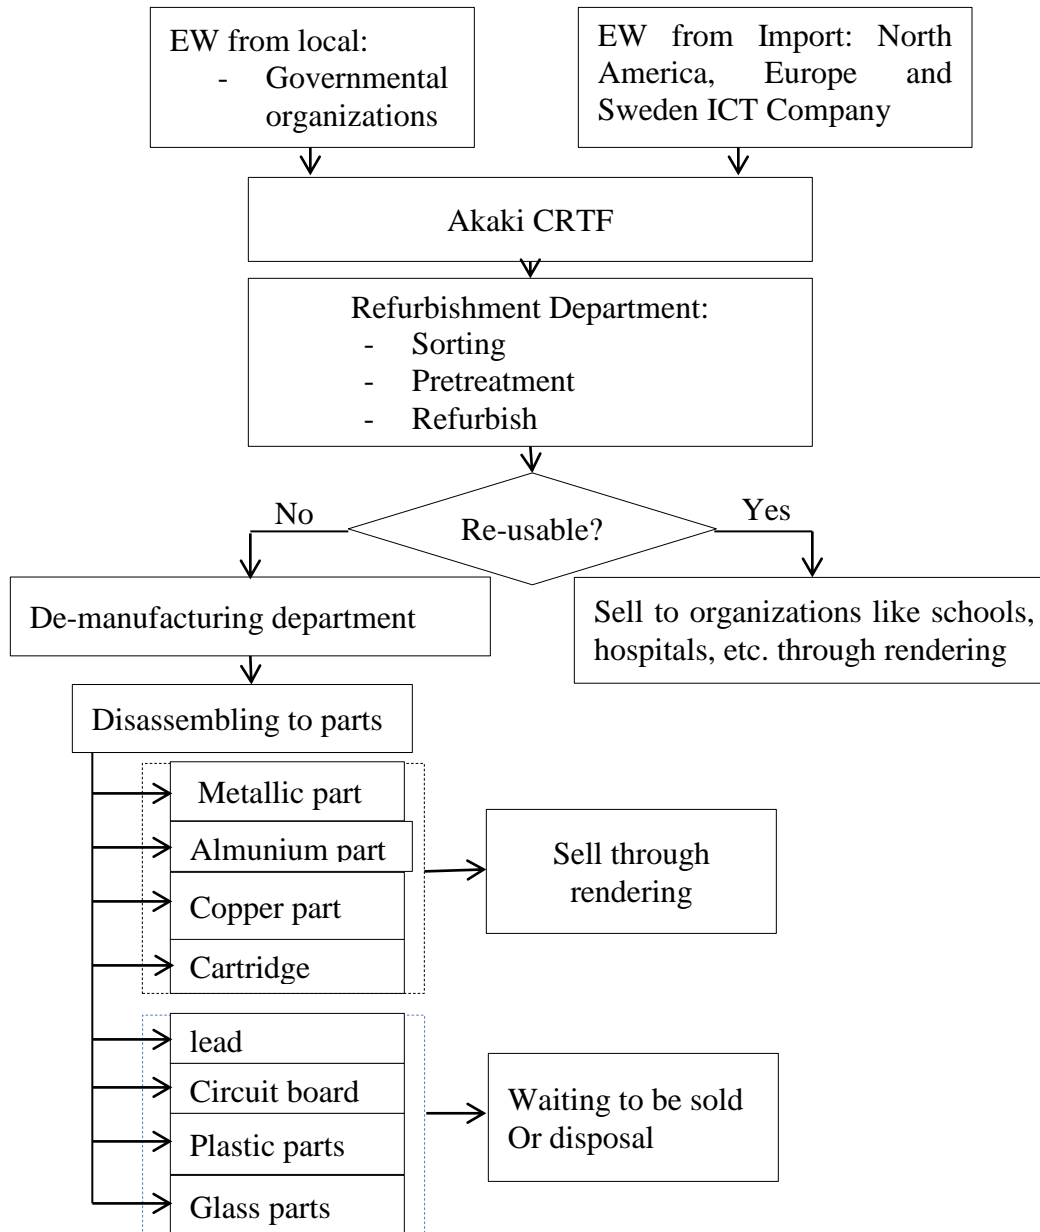 EW from local:
- Governmental
organizations
EW from Import: North
America, Europe and
Sweden ICT Company
Akaki CRTF
Refurbishment Department:
- Sorting
- Pretreatment
- Refurbish
No
Re-usable?
Yes
De-manufacturing department
Sell to organizations like schools,
hospitals, etc. through rendering
Disassembling to parts
Metallic part
Almunium part
Copper part
Cartridge
Sell through
rendering
lead
Circuit board
Plastic parts
Glass parts
Waiting to be sold
Or disposal